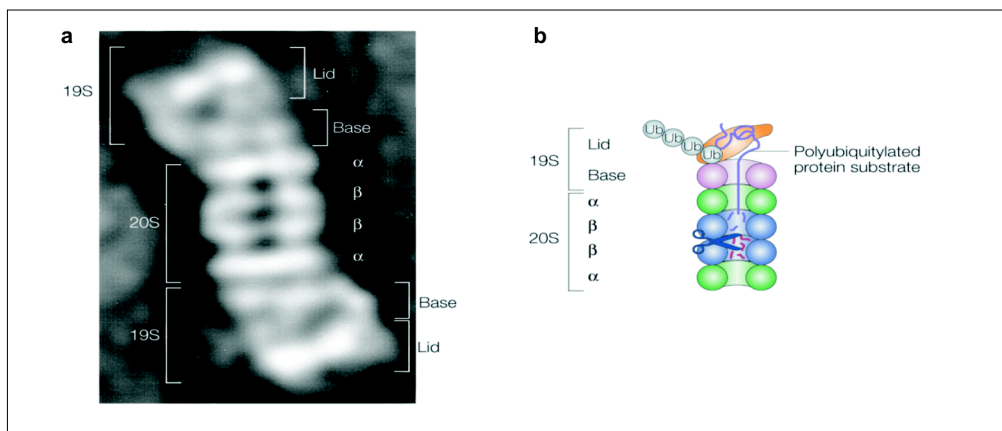 a
19S
Lid
Base
α
β
20S
β
α
Base
19S
Lid
b
Ub
Ub
Ub
Ub
Lid
19S
Base
Polyubiquitylated
protein substrate
α
β
20S
β
α